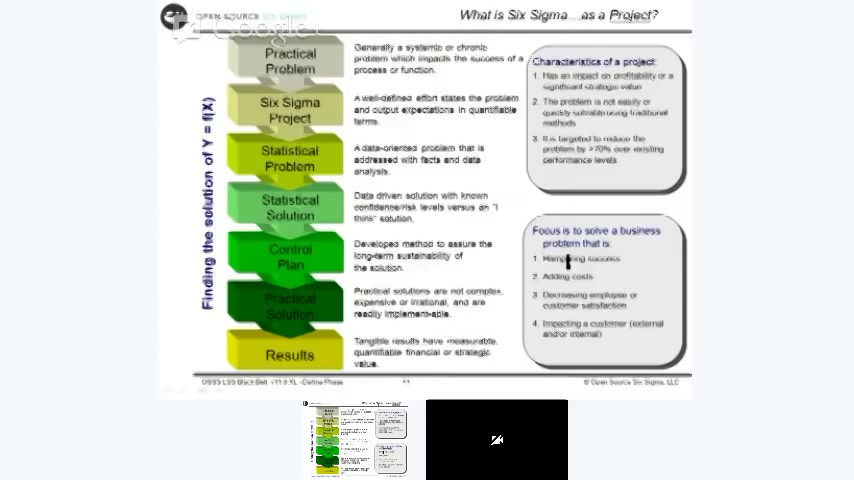 OPEN SOURCE SIX SIGMA
What is Six Sigma…as a Project?
Google+
Finding the solution of Y = f(X)
Practical
Problem
Generally a systemic or chronic
problem which impacts the success of a
process or function.
Six Sigma
Project
A well-defined effort states the problem
and output expectations in quantifiable
terms.
Statistical
Problem
A data-oriented problem that is
addressed with facts and data
analysis.
Statistical
Solution
Data driven solution with known
confidence/risk levels versus an "I
think" solution.
Control
Plan
Developed method to assure the
long-term sustainability of
the solution.
Practical
Solution
Practical solutions are not complex,
expensive or irrational, and are
readily implement-able.
Results
Tangible results have measurable,
quantifiable financial or strategic
value.
Characteristics of a project:
1. Has an impact on profitability or a
significant strategic value
2. The problem is not easily or
quickly solvable using traditional
methods
3. It is targeted to reduce the
problem by >70% over existing
performance levels
Focus is to solve a business
problem that is:
1. Hampering success
2. Adding costs
3. Decreasing employee or
customer satisfaction
4. Impacting a customer (external
and/or internal)
OSSS LSS Black Belt v11.0 XL - Define Phase
© Open Source Six Sigma, LLC